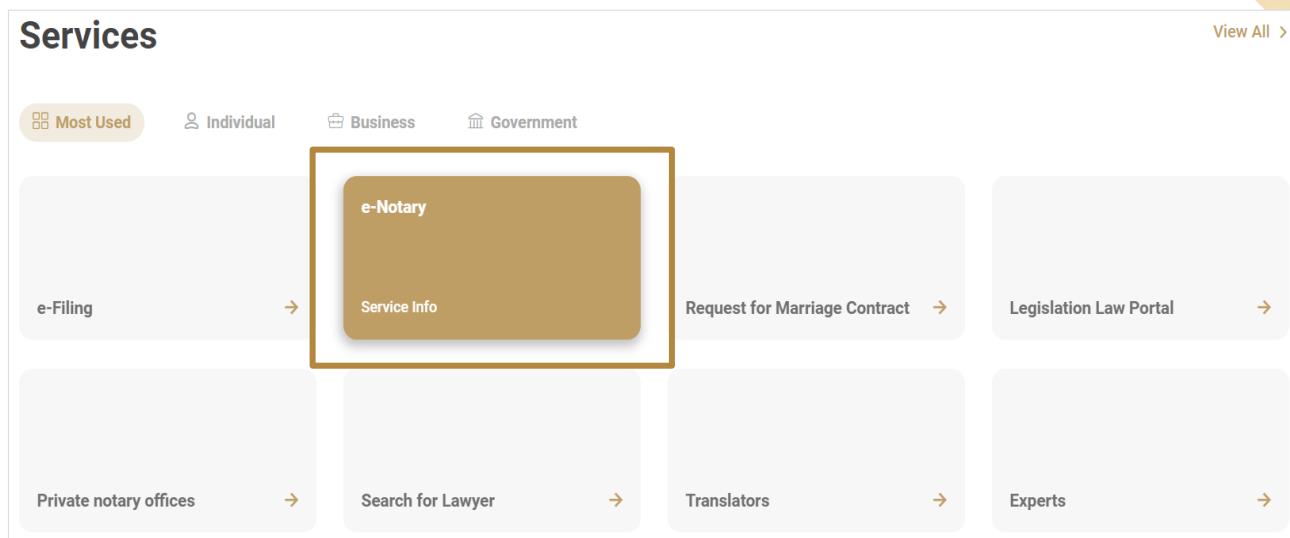 Services
View All
Most Used
Individual
Business
Government
e-Notary
e-Filing
Service Info
Request for Marriage Contract
Legislation Law Portal
Private notary offices
Search for Lawyer
Translators
Experts